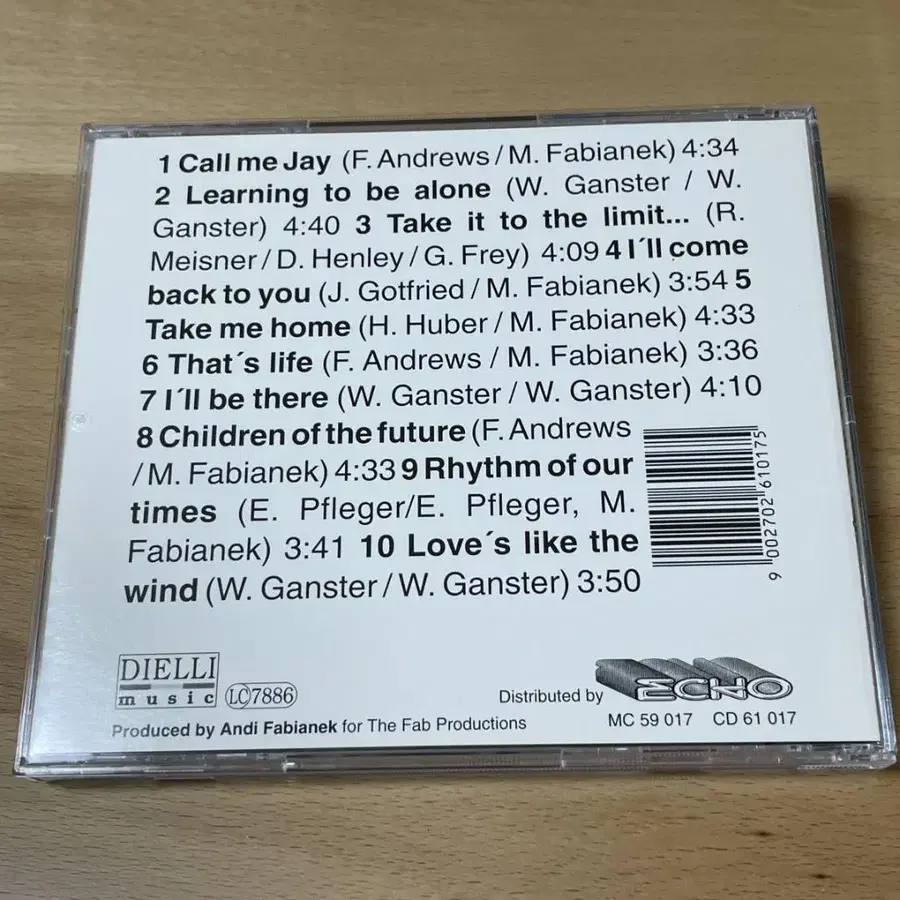 1 Call me Jay (F. Andrews / M. Fabianek) 4:34
2 Learning to be alone (W. Ganster / W.
Ganster) 4:40 3 Take it to the limit... (R.
Meisner / D. Henley / G. Frey) 4:09 4 I´ll come
back to you (J. Gotfried / M. Fabianek) 3:54 5
Take me home (H. Huber / M. Fabianek) 4:33
6 That´s life (F. Andrews / M. Fabianek) 3:36
7 I´ll be there (W. Ganster / W. Ganster) 4:10
8 Children of the future (F. Andrews
/ M. Fabianek) 4:33 9 Rhythm of our
times (E. Pfleger/E. Pfleger, M.
Fabianek) 3:41 10 Love´s like the
wind (W. Ganster / W. Ganster) 3:50
9 002702 610175
DIELLI
music
LC 7886
Distributed by ECHO
MC 59 017 CD 61 017
Produced by Andi Fabianek for The Fab Productions